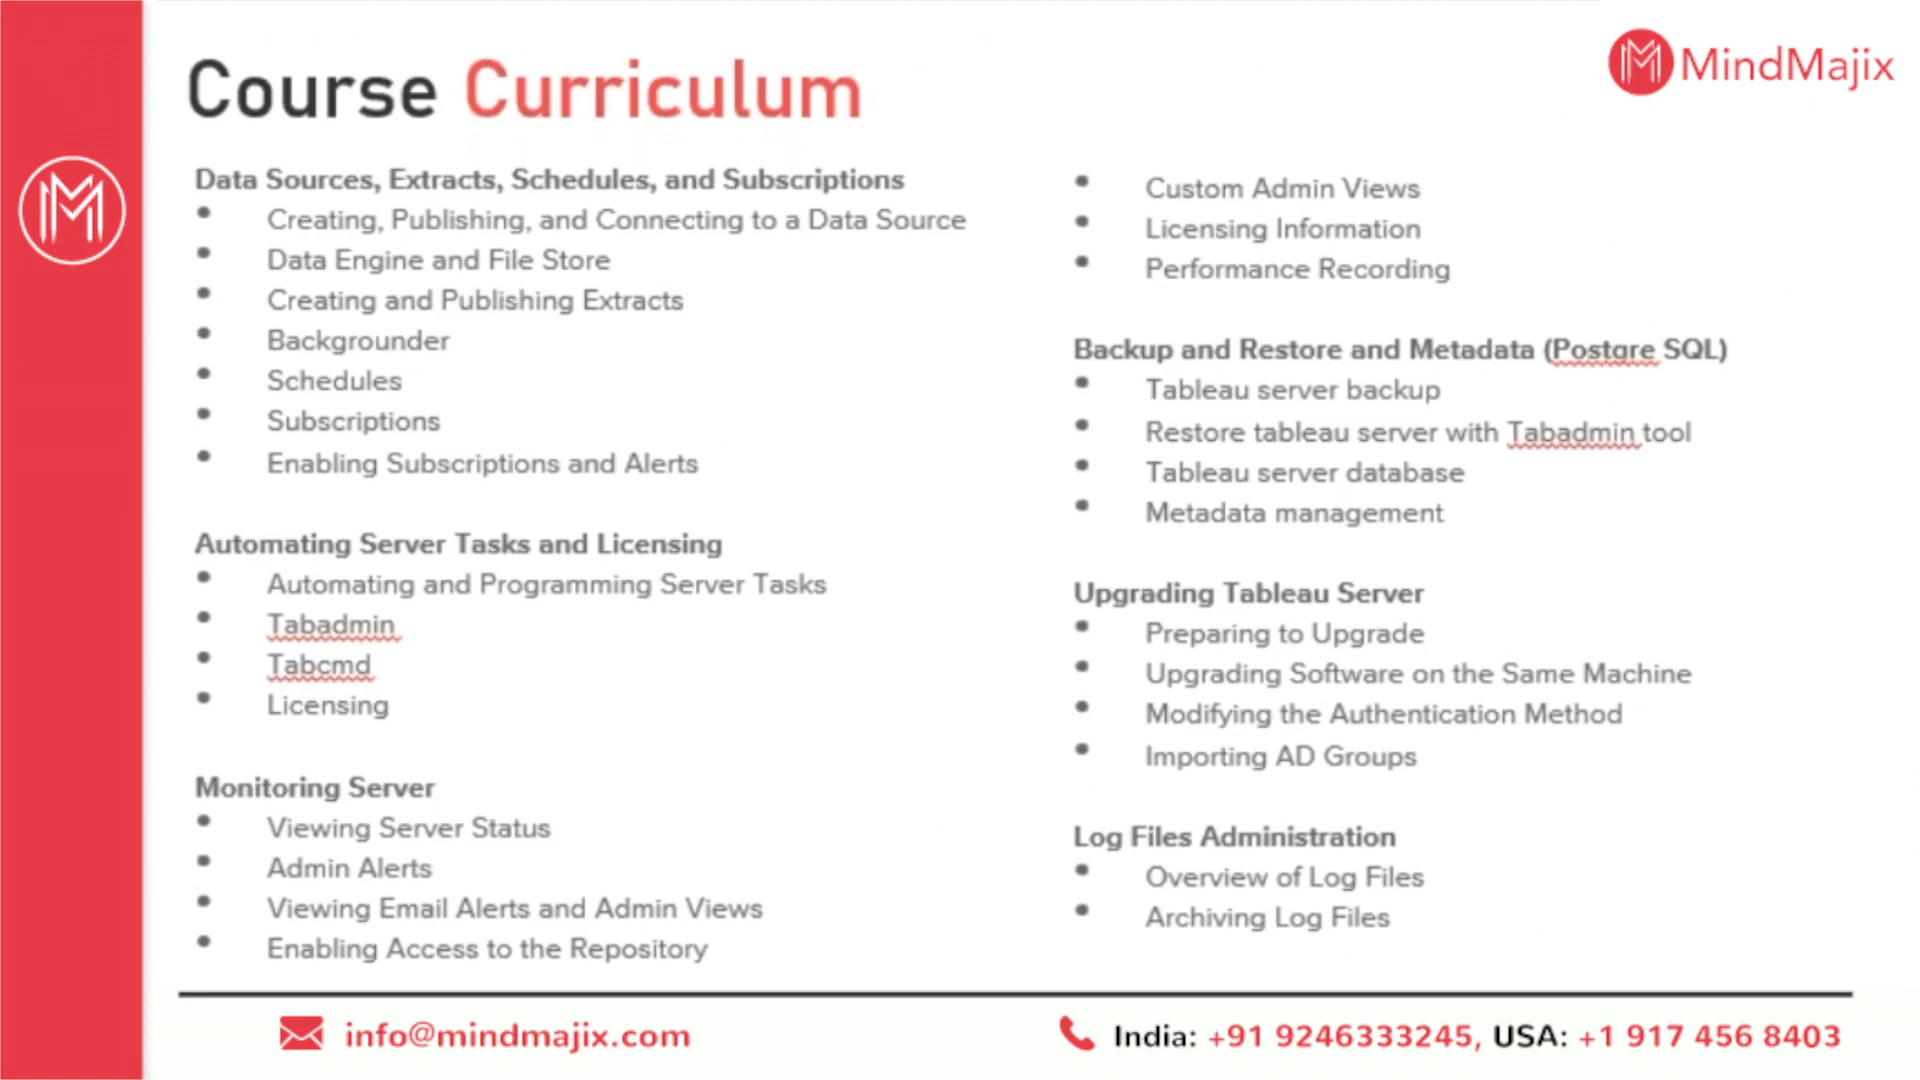 Course Curriculum
MindMajix
Data Sources, Extracts, Schedules, and Subscriptions
Creating, Publishing, and Connecting to a Data Source
Data Engine and File Store
Creating and Publishing Extracts
Backgrounder
Schedules
Subscriptions
Enabling Subscriptions and Alerts
Automating Server Tasks and Licensing
Automating and Programming Server Tasks
Tabadmin
Tabcmd
Licensing
Monitoring Server
Viewing Server Status
Admin Alerts
Viewing Email Alerts and Admin Views
Enabling Access to the Repository
Custom Admin Views
Licensing Information
Performance Recording
Backup and Restore and Metadata (Postgre SQL)
Tableau server backup
Restore tableau server with Tabadmin tool
Tableau server database
Metadata management
Upgrading Tableau Server
Preparing to Upgrade
Upgrading Software on the Same Machine
Modifying the Authentication Method
Importing AD Groups
Log Files Administration
Overview of Log Files
Archiving Log Files
info@mindmajix.com
India: +91 9246333245, USA: +1 917 456 8403